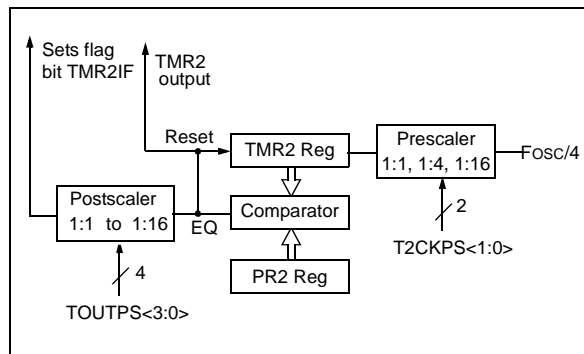 Sets flag
bit TMR2IF
TMR2
output
Reset
TMR2 Reg
Prescaler
1:1, 1:4, 1:16
FOSC/4
Postscaler
1:1 to 1:16
EQ
Comparator
2
T2CKPS<1:0>
4
PR2 Reg
TOUTPS<3:0>